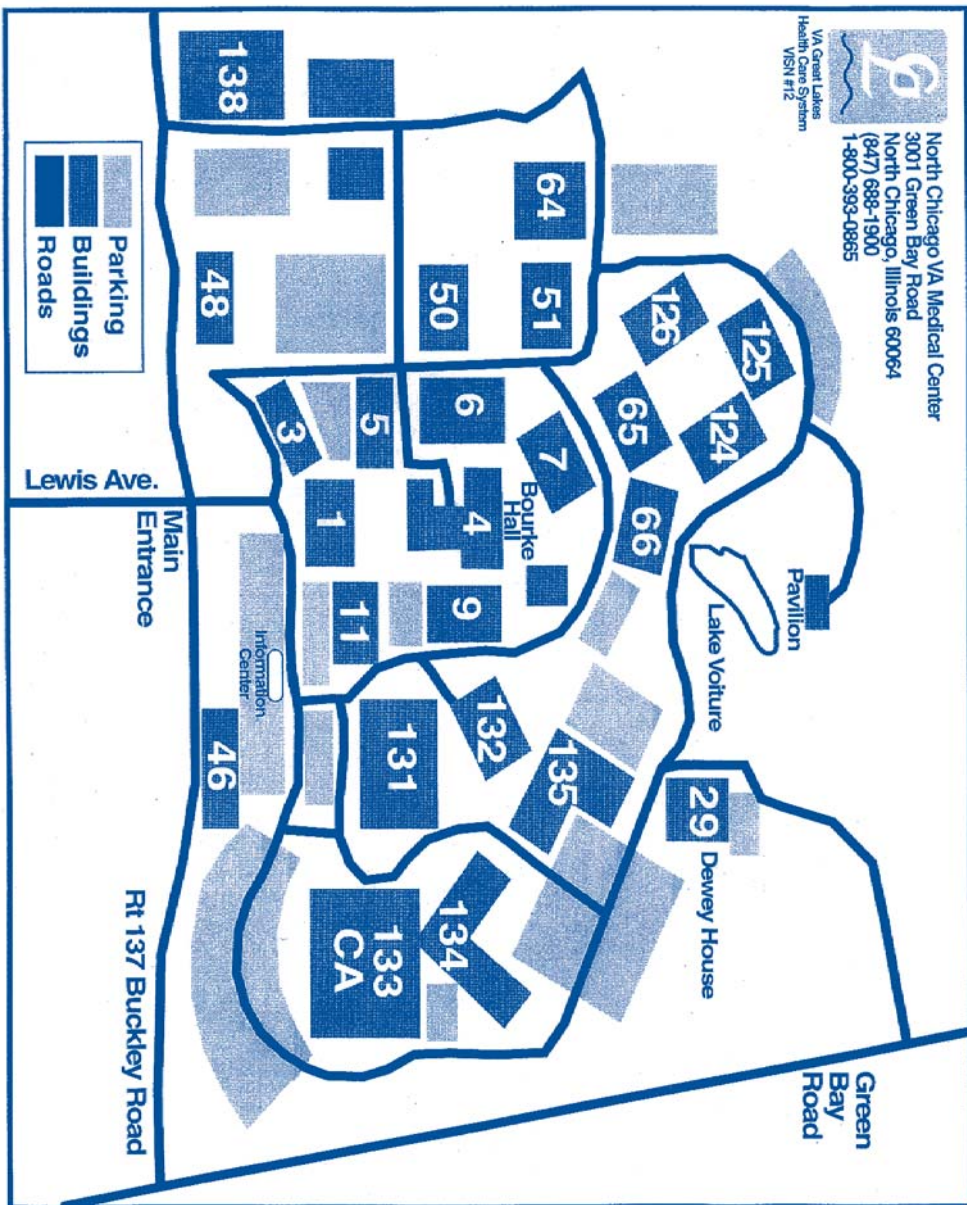 VA Great Lakes
Health Care System
VISN #12
North Chicago VA Medical Center
3001 Green Bay Road
North Chicago, Illinois 60064
(847) 688-1900
1-800-393-0865
Pavilion
Lake Voiture
125
124
126
64
51
50
65
66
7
Bourke
Hall
6
4
5
3
1
9
11
132
131
135
29
Dewey House
134
133
CA
138
48
46
Information
Center
Green
Bay
Road
Parking
Buildings
Roads
Lewis Ave.
Main
Entrance
Rt 137 Buckley Road